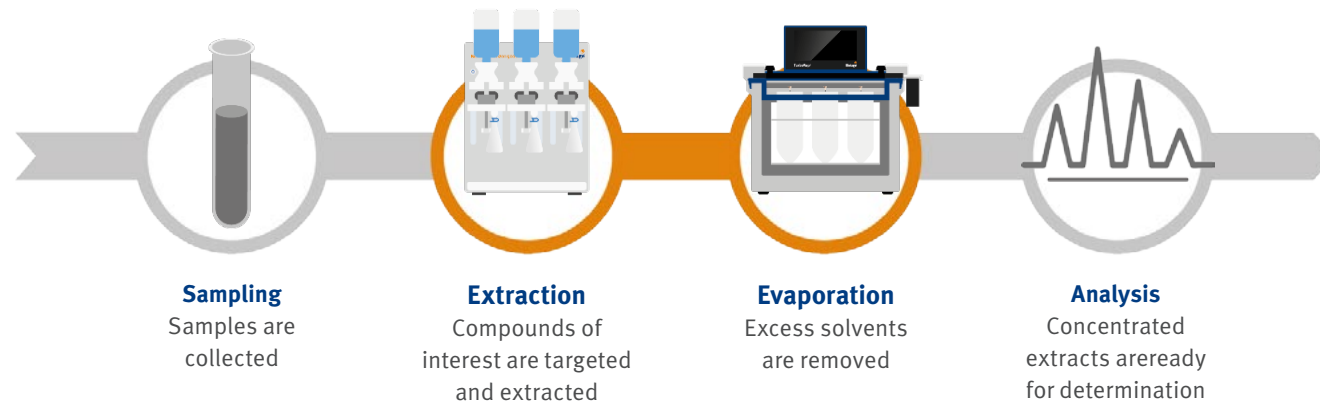 Sampling
Samples are
collected
Extraction
Compounds of
interest are targeted
and extracted
Evaporation
Excess solvents
are removed
Analysis
Concentrated
extracts areready
for determination